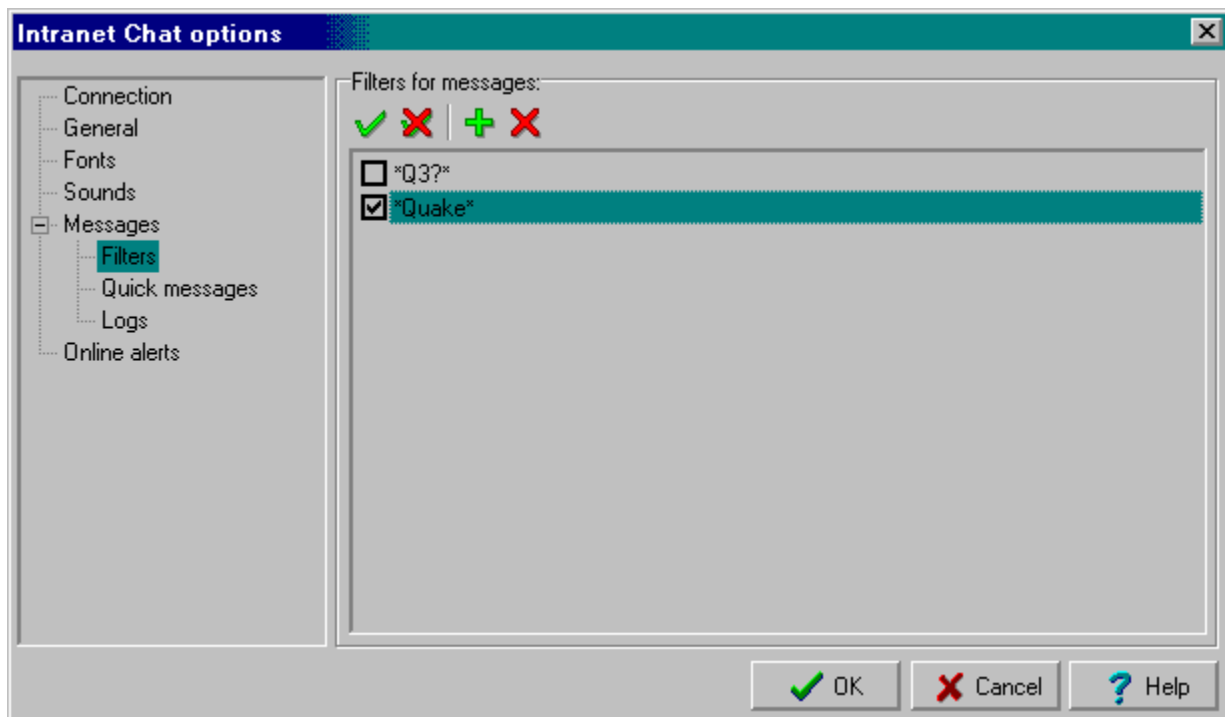 Intranet Chat options
Connection
General
Fonts
Sounds
Messages
Filters
Quick messages
Logs
Online alerts
Filters for messages:
*Q3?*
*Quake*
OK
Cancel
Help